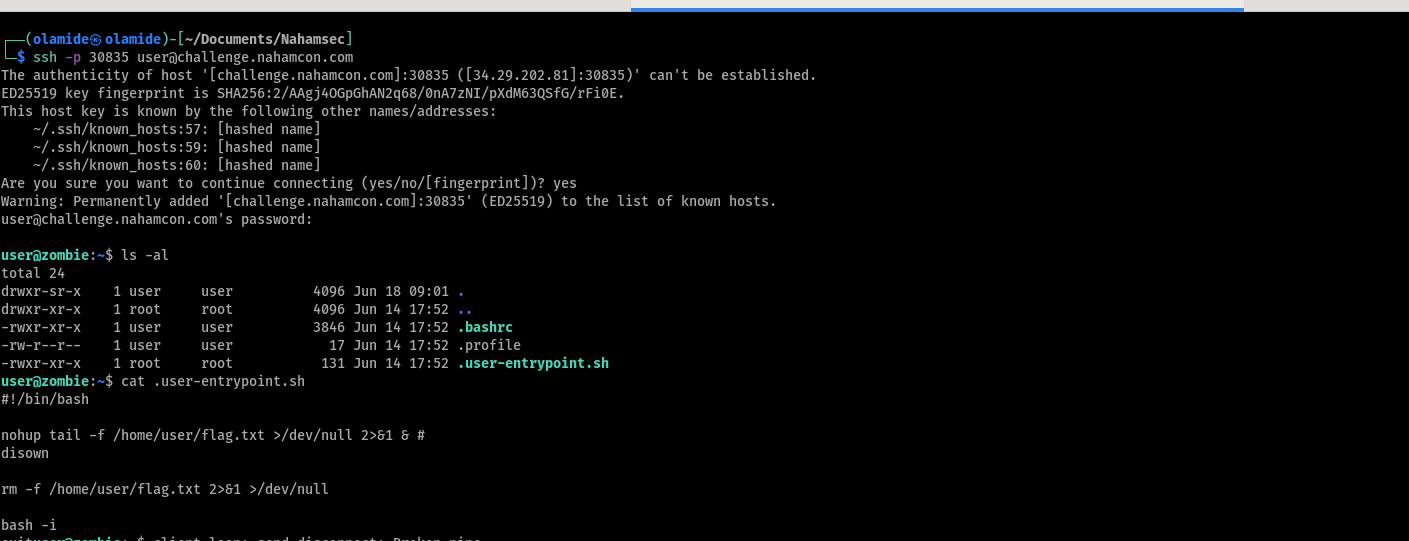 (olamide㉿olamide)-[~/Documents/Nahamsec]
$ ssh -p 30835 user@challenge.nahamcon.com
The authenticity of host '[challenge.nahamcon.com]:30835 ([34.29.202.81]:30835)' can't be established.
ED25519 key fingerprint is SHA256:2/AAgj4OGpGhAN2q68/0nA7zNI/pXdM63QSfG/rFi0E.
This host key is known by the following other names/addresses:
~/.ssh/known_hosts:57: [hashed name]
~/.ssh/known_hosts:59: [hashed name]
~/.ssh/known_hosts:60: [hashed name]
Are you sure you want to continue connecting (yes/no/[fingerprint])? yes
Warning: Permanently added '[challenge.nahamcon.com]:30835' (ED25519) to the list of known hosts.
user@challenge.nahamcon.com's password:
user@zombie:~$ ls -al
total 24
drwxr-sr-x 1 user user 4096 Jun 18 09:01 .
drwxr-xr-x 1 root root 4096 Jun 14 17:52 ..
-rwxr-xr-x 1 user user 3846 Jun 14 17:52 .bashrc
-rw-r--r-- 1 user user 17 Jun 14 17:52 .profile
-rwxr-xr-x 1 root root 131 Jun 14 17:52 .user-entrypoint.sh
user@zombie:~$ cat .user-entrypoint.sh
#!/bin/bash
nohup tail -f /home/user/flag.txt >/dev/null 2>&1 & #
disown
rm -f /home/user/flag.txt 2>&1 >/dev/null
bash -i